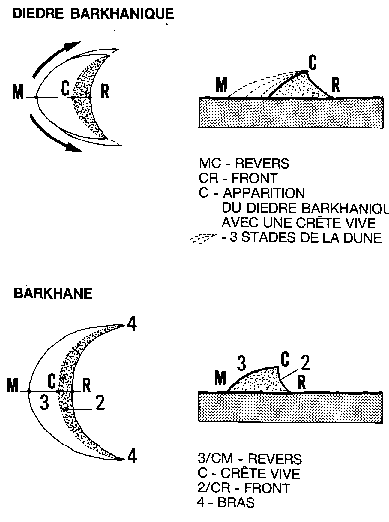 DIEDRE BARKHANIQUE
M C R
M C R
MC - REVERS
CR - FRONT
C - APPARITION
DU DIEDRE BARKHANIQU
AVEC UNE CRÊTE VIVE
- 3 STADES DE LA DUNE
BARKHANE
4
M C R
3 2
4
M 3 C 2 R
3/CM - REVERS
C - CRÊTE VIVE
2/CR - FRONT
4 - BRAS